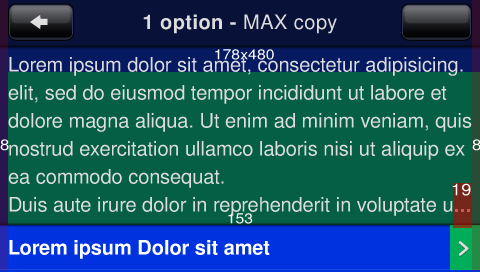 1 option - MAX copy
178x480
Lorem ipsum dolor sit amet, consectetur adipisicing.
elit, sed do eiusmod tempor incididunt ut labore et
dolore magna aliqua. Ut enim ad minim veniam, quis
8 nostrud exercitation ullamco laboris nisi ut aliquip ex 8
ea commodo consequat.
19
Duis aute irure dolor in reprehenderit in voluptate u...
153
Lorem ipsum Dolor sit amet